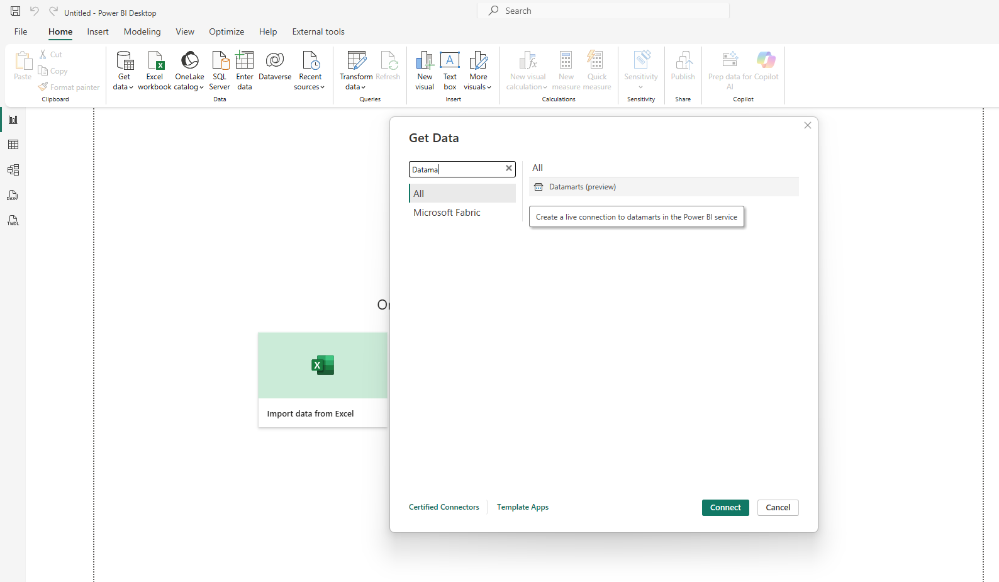 Untitled - Power BI Desktop
Search
File Home Insert Modeling View Optimize Help External tools
Paste
Cut
Copy
Format painter
Clipboard
Get data
Excel workbook
OneLake catalog
SQL Server
Enter data
Dataverse
Recent sources
Data
Transform data
Refresh
Queries
New visual
Text box
More visuals
Insert
New visual calculation
New measure
Quick measure
Calculations
Sensitivity
Sensitivity
Publish
Share
Prep data for AI
Copilot
Copilot
DAX
TMDL
Get Data
Datama
All
Microsoft Fabric
All
Datamarts (preview)
Create a live connection to datamarts in the Power BI service
Import data from Excel
Certified Connectors
Template Apps
Connect
Cancel